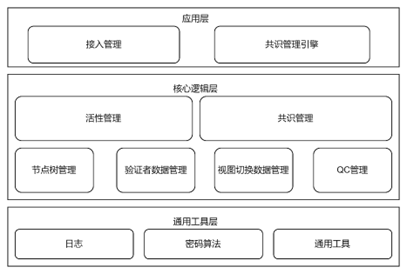 应用层
接入管理
共识管理引擎
核心逻辑层
活性管理
共识管理
节点树管理
验证者数据管理
视图切换数据管理
QC管理
通用工具层
日志
密码算法
通用工具